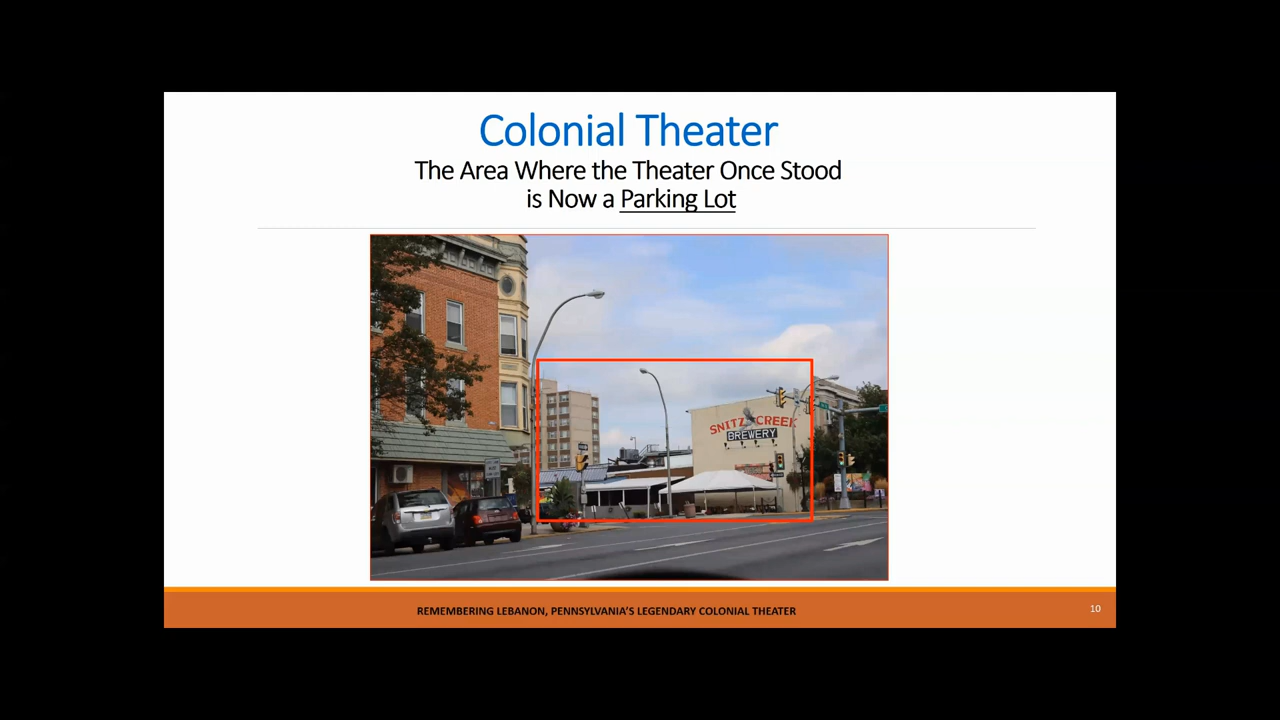 Colonial Theater
The Area Where the Theater Once Stood
is Now a Parking Lot
SNITZ CREEK
BREWERY
REMEMBERING LEBANON, PENNSYLVANIA'S LEGENDARY COLONIAL THEATER
10